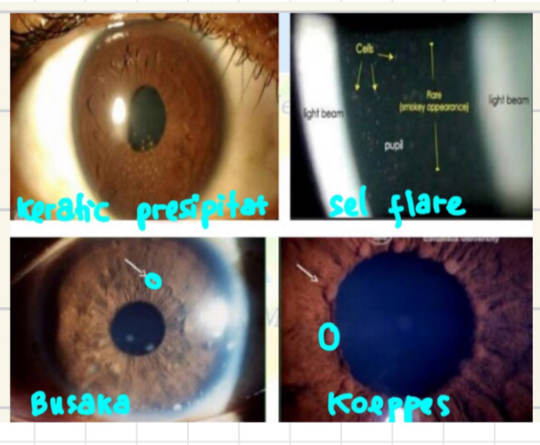 Cells
Flare
(smokey appearance)
light beam
light beam
pupil
keratic presipitat
sel flare
Busaka
Koeppes